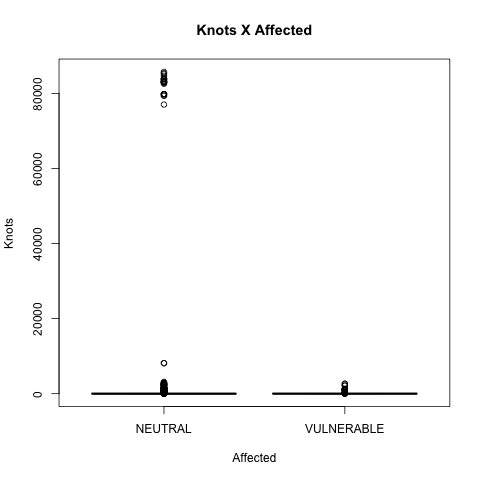 Knots X Affected
80000
60000
40000
20000
0
Knots
NEUTRAL VULNERABLE
Affected